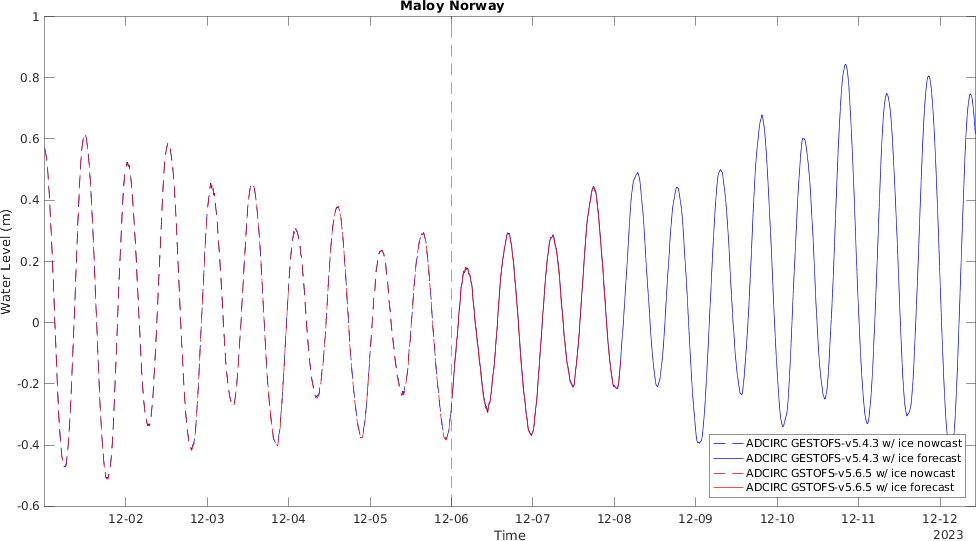 Maloy Norway
Water Level (m)
1
0.8
0.6
0.4
0.2
0
-0.2
-0.4
-0.6
12-02 12-03 12-04 12-05 12-06 12-07 12-08 12-09 12-10 12-11 12-12
Time
2023
ADCIRC GESTOFS-v5.4.3 w/ ice nowcast
ADCIRC GESTOFS-v5.4.3 w/ ice forecast
ADCIRC GSTOFS-v5.6.5 w/ ice nowcast
ADCIRC GSTOFS-v5.6.5 w/ ice forecast